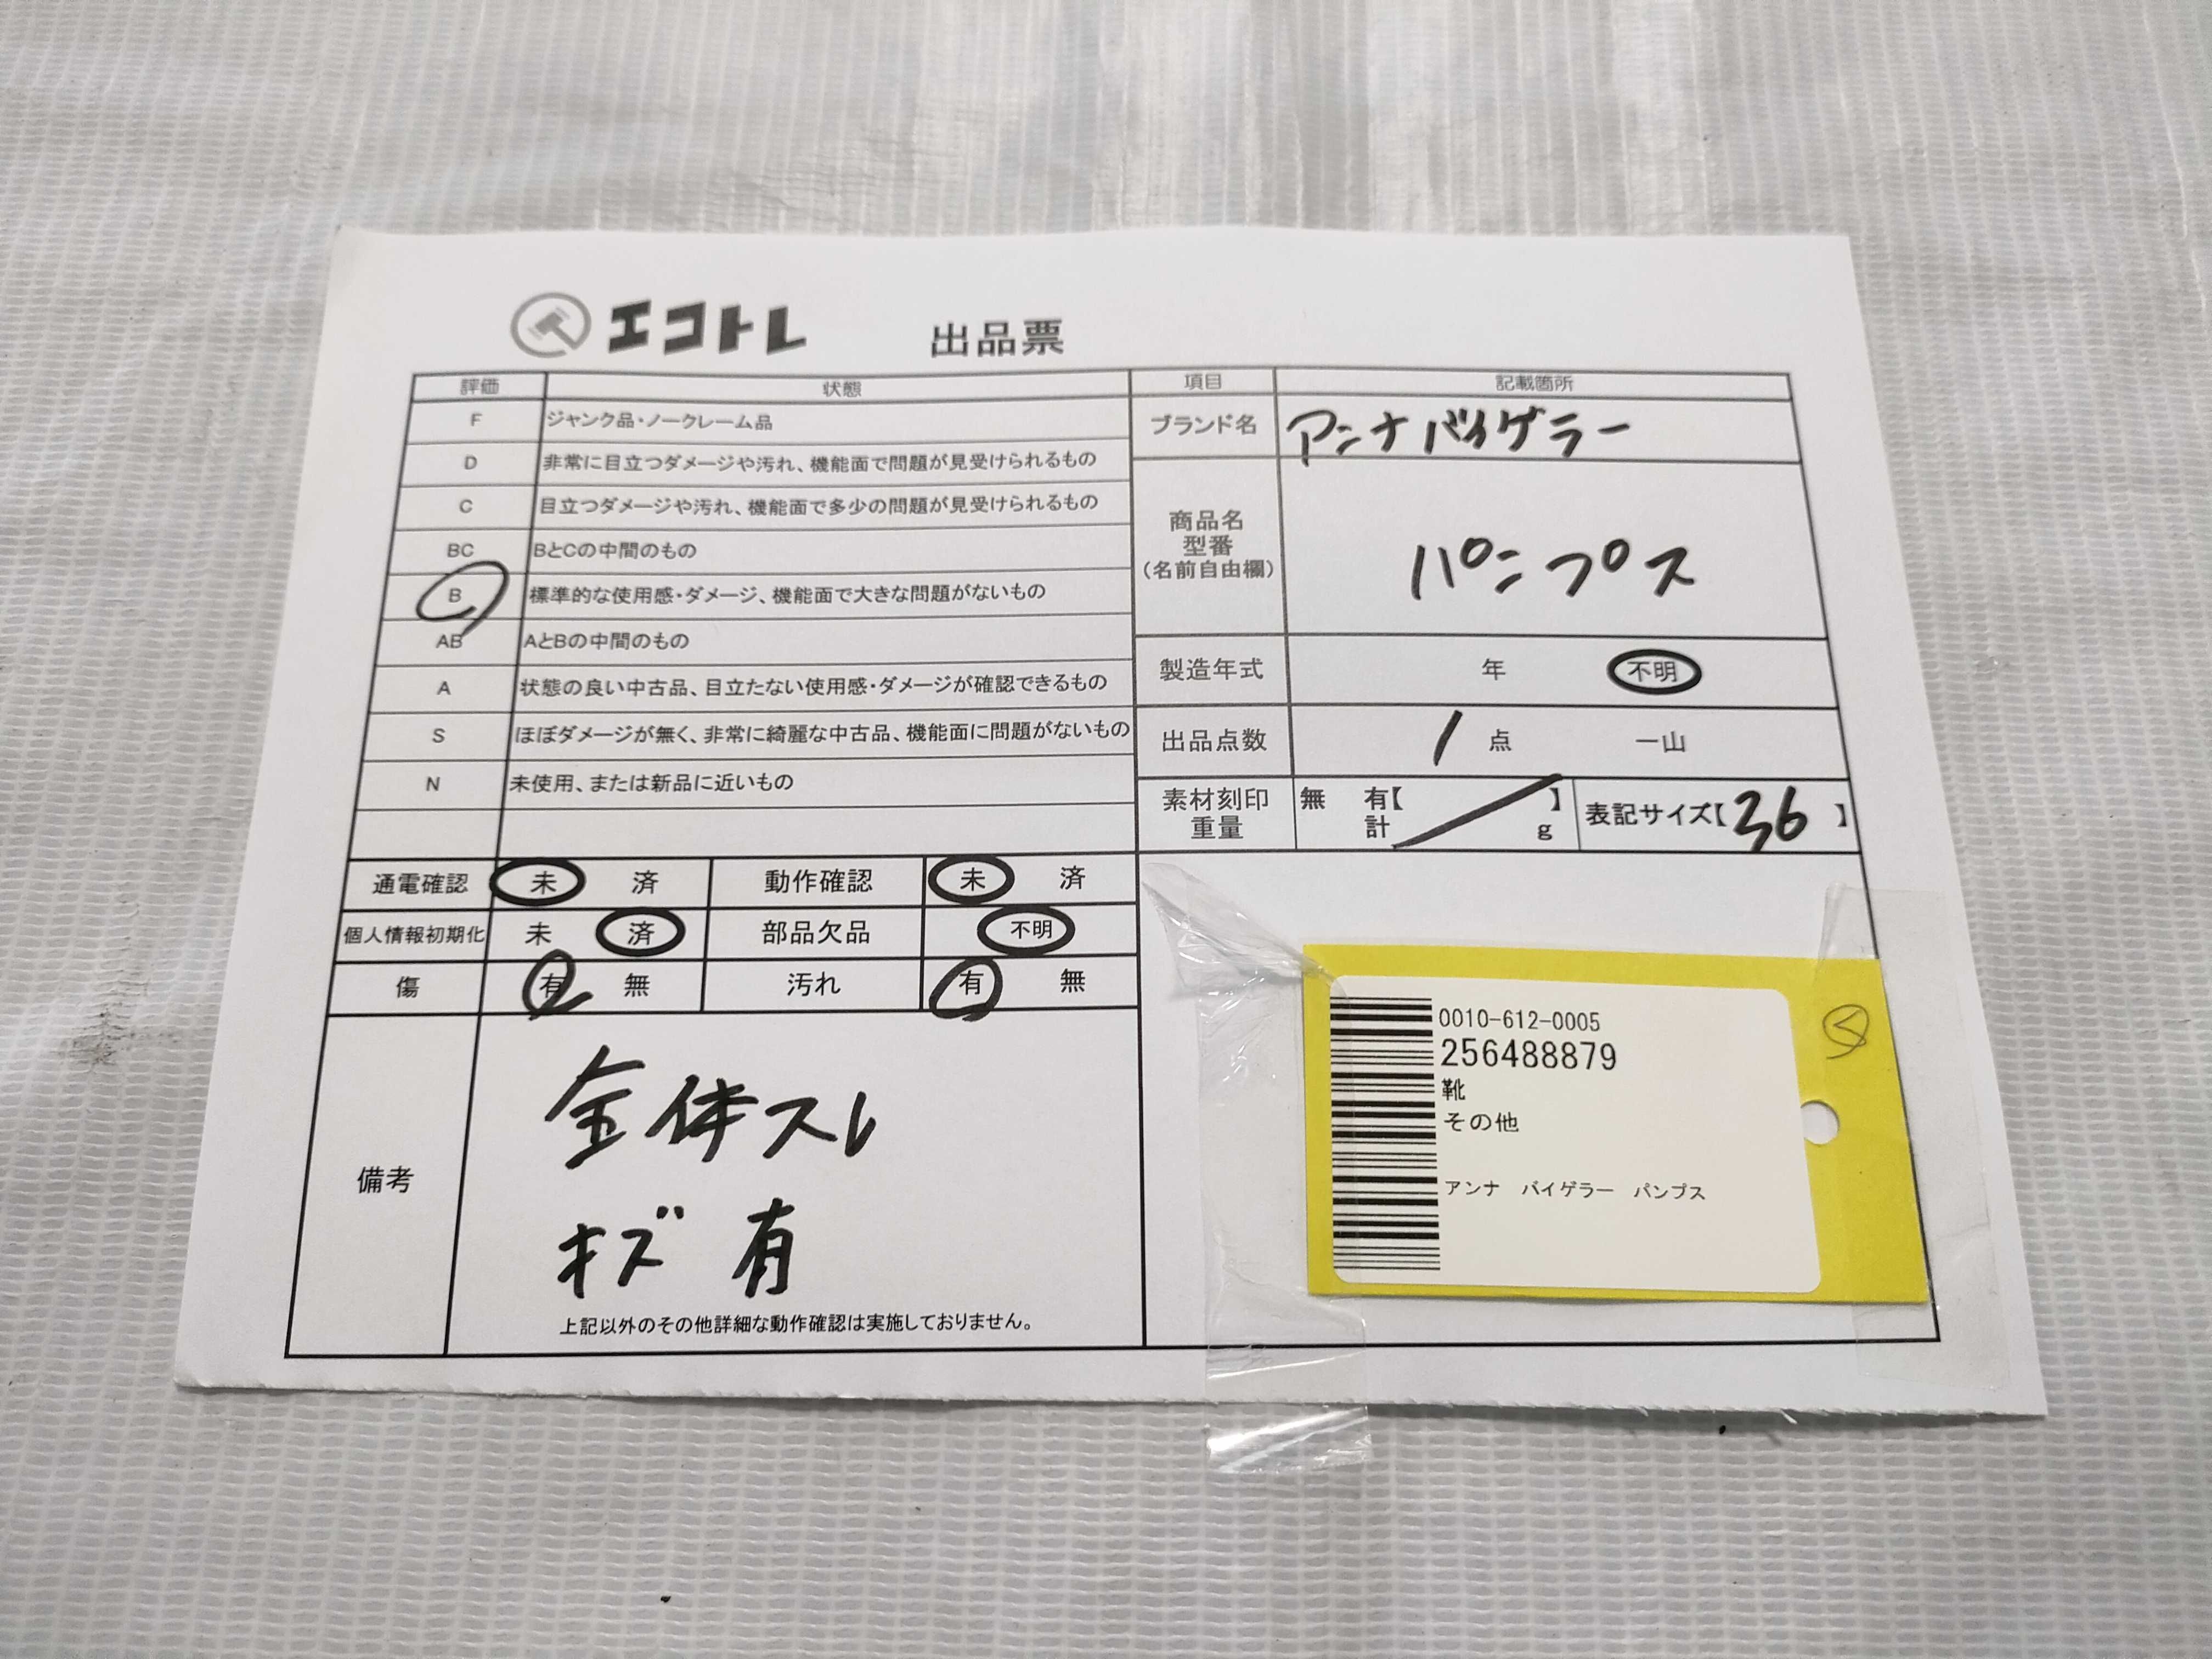 エコトレ 出品票
評価 状態
F ジャンク品・ノークレーム品
D 非常に目立つダメージや汚れ、機能面で問題が見受けられるもの
C 目立つダメージや汚れ、機能面で多少の問題が見受けられるもの
BC BとCの中間のもの
B 標準的な使用感・ダメージ、機能面で大きな問題がないもの
AB AとBの中間のもの
A 状態の良い中古品、目立たない使用感・ダメージが確認できるもの
S ほぼダメージが無く、非常に綺麗な中古品、機能面に問題がないもの
N 未使用、または新品に近いもの
項目 記載箇所
ブランド名 アンナバイゲラー
商品名
型番
(名前自由欄)
パンプス
製造年式 年 不明
出品点数 1 点 一山
素材刻印 無 有【 】
重量 計 g
表記サイズ【36】
通電確認 未 済 動作確認 未 済
個人情報初期化 未 済 部品欠品 不明
傷 有 無 汚れ 有 無
備考
全体スレ
キズ 有
上記以外のその他詳細な動作確認は実施しておりません。
0010-612-0005
256488879
靴
その他
アンナ バイゲラー パンプス